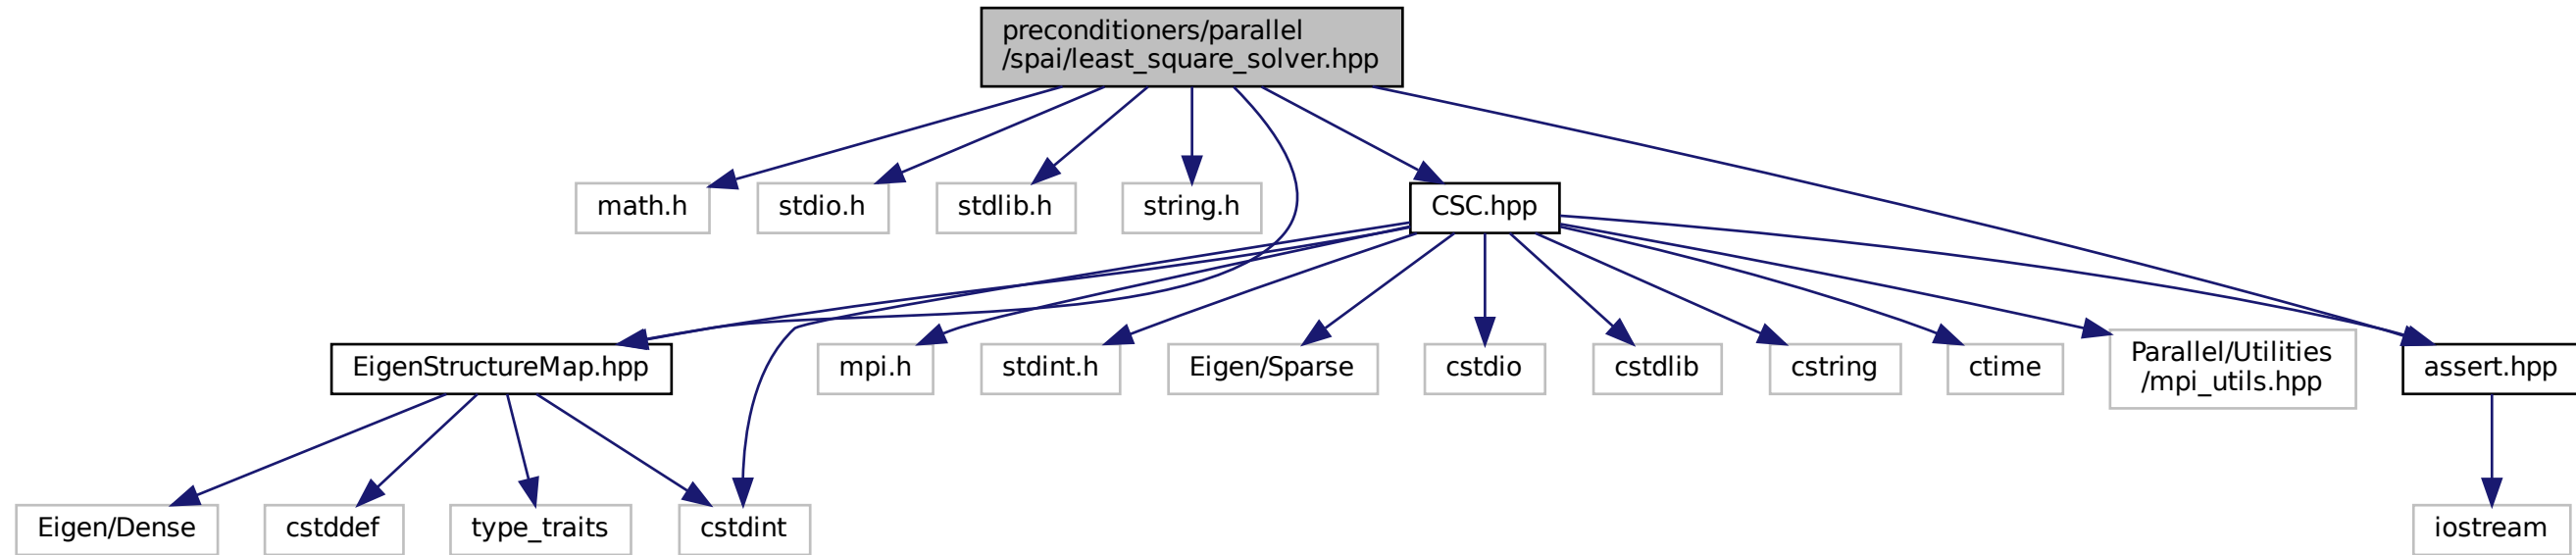 preconditioners/parallel
/spai/least_square_solver.hpp
math.h
stdio.h
stdlib.h
string.h
CSC.hpp
EigenStructureMap.hpp
mpi.h
stdint.h
Eigen/Sparse
cstdio
cstdlib
cstring
ctime
Parallel/Utilities
/mpi_utils.hpp
assert.hpp
Eigen/Dense
cstddef
type_traits
cstdint
iostream